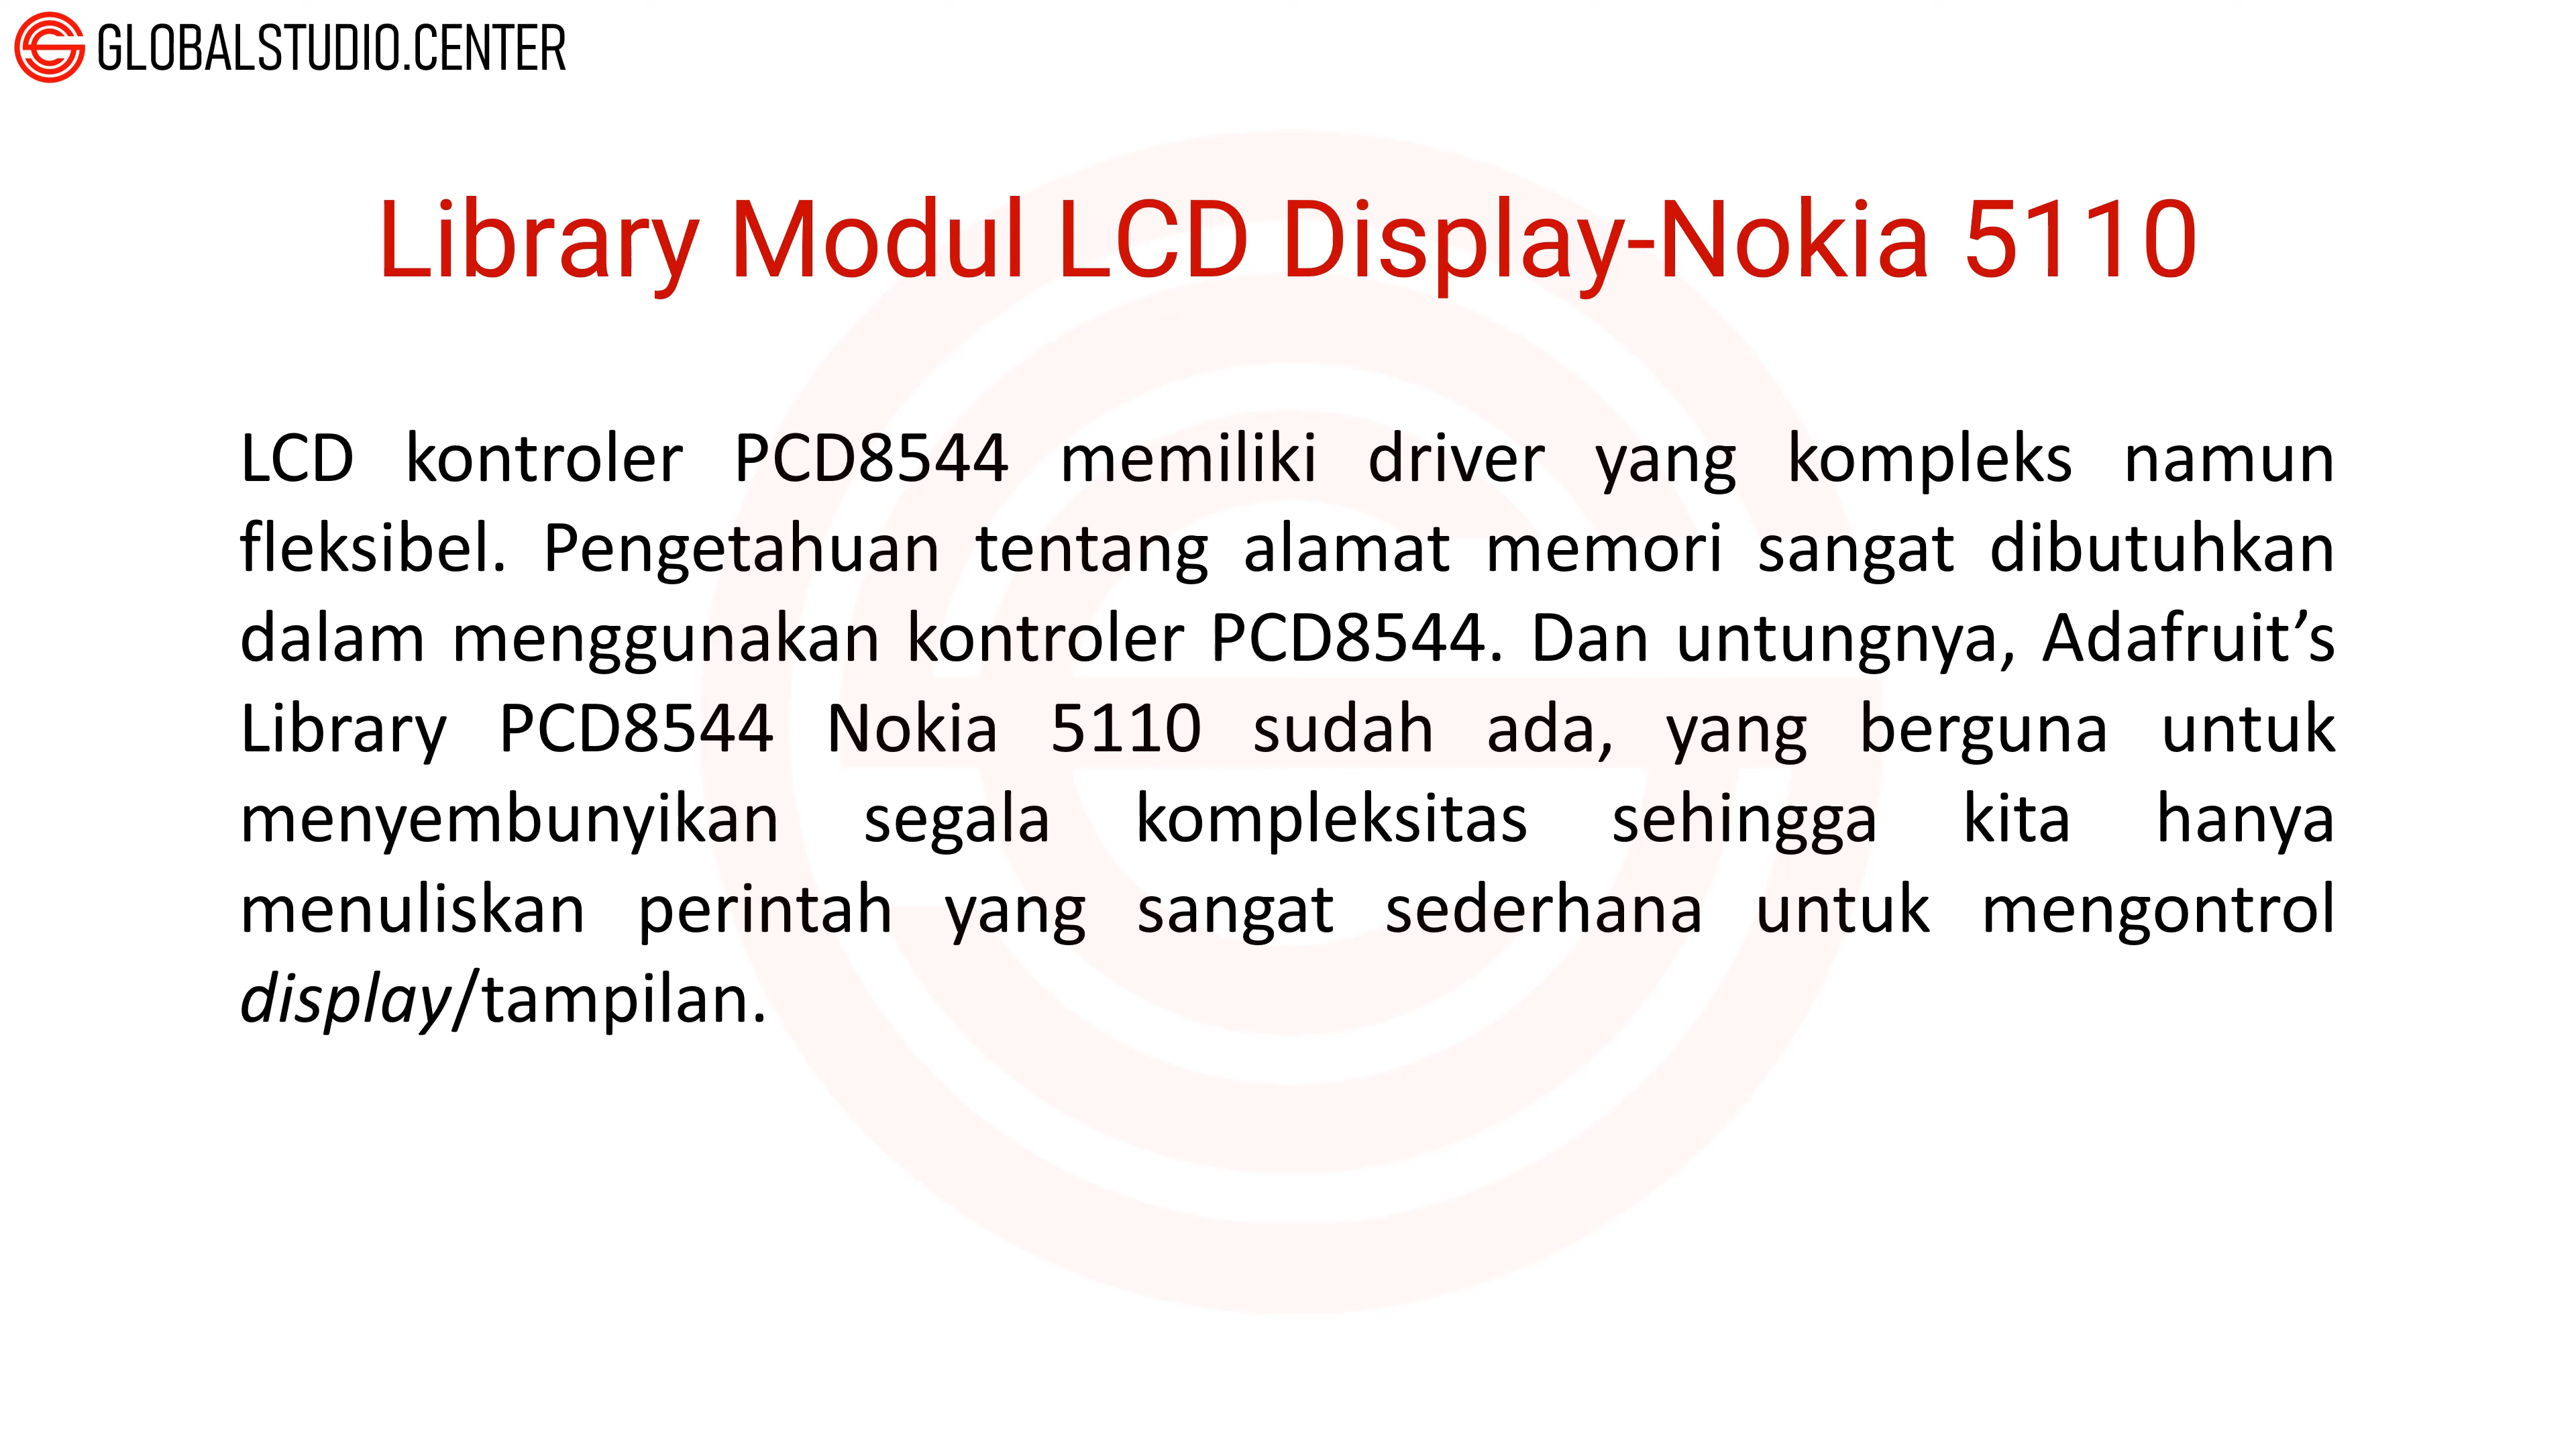 GLOBALSTUDIO.CENTER
Library Modul LCD Display-Nokia 5110
LCD kontroler PCD8544 memiliki driver yang kompleks namun
fleksibel. Pengetahuan tentang alamat memori sangat dibutuhkan
dalam menggunakan kontroler PCD8544. Dan untungnya, Adafruit’s
Library PCD8544 Nokia 5110 sudah ada, yang berguna untuk
menyembunyikan segala kompleksitas sehingga kita hanya
menuliskan perintah yang sangat sederhana untuk mengontrol
display/tampilan.